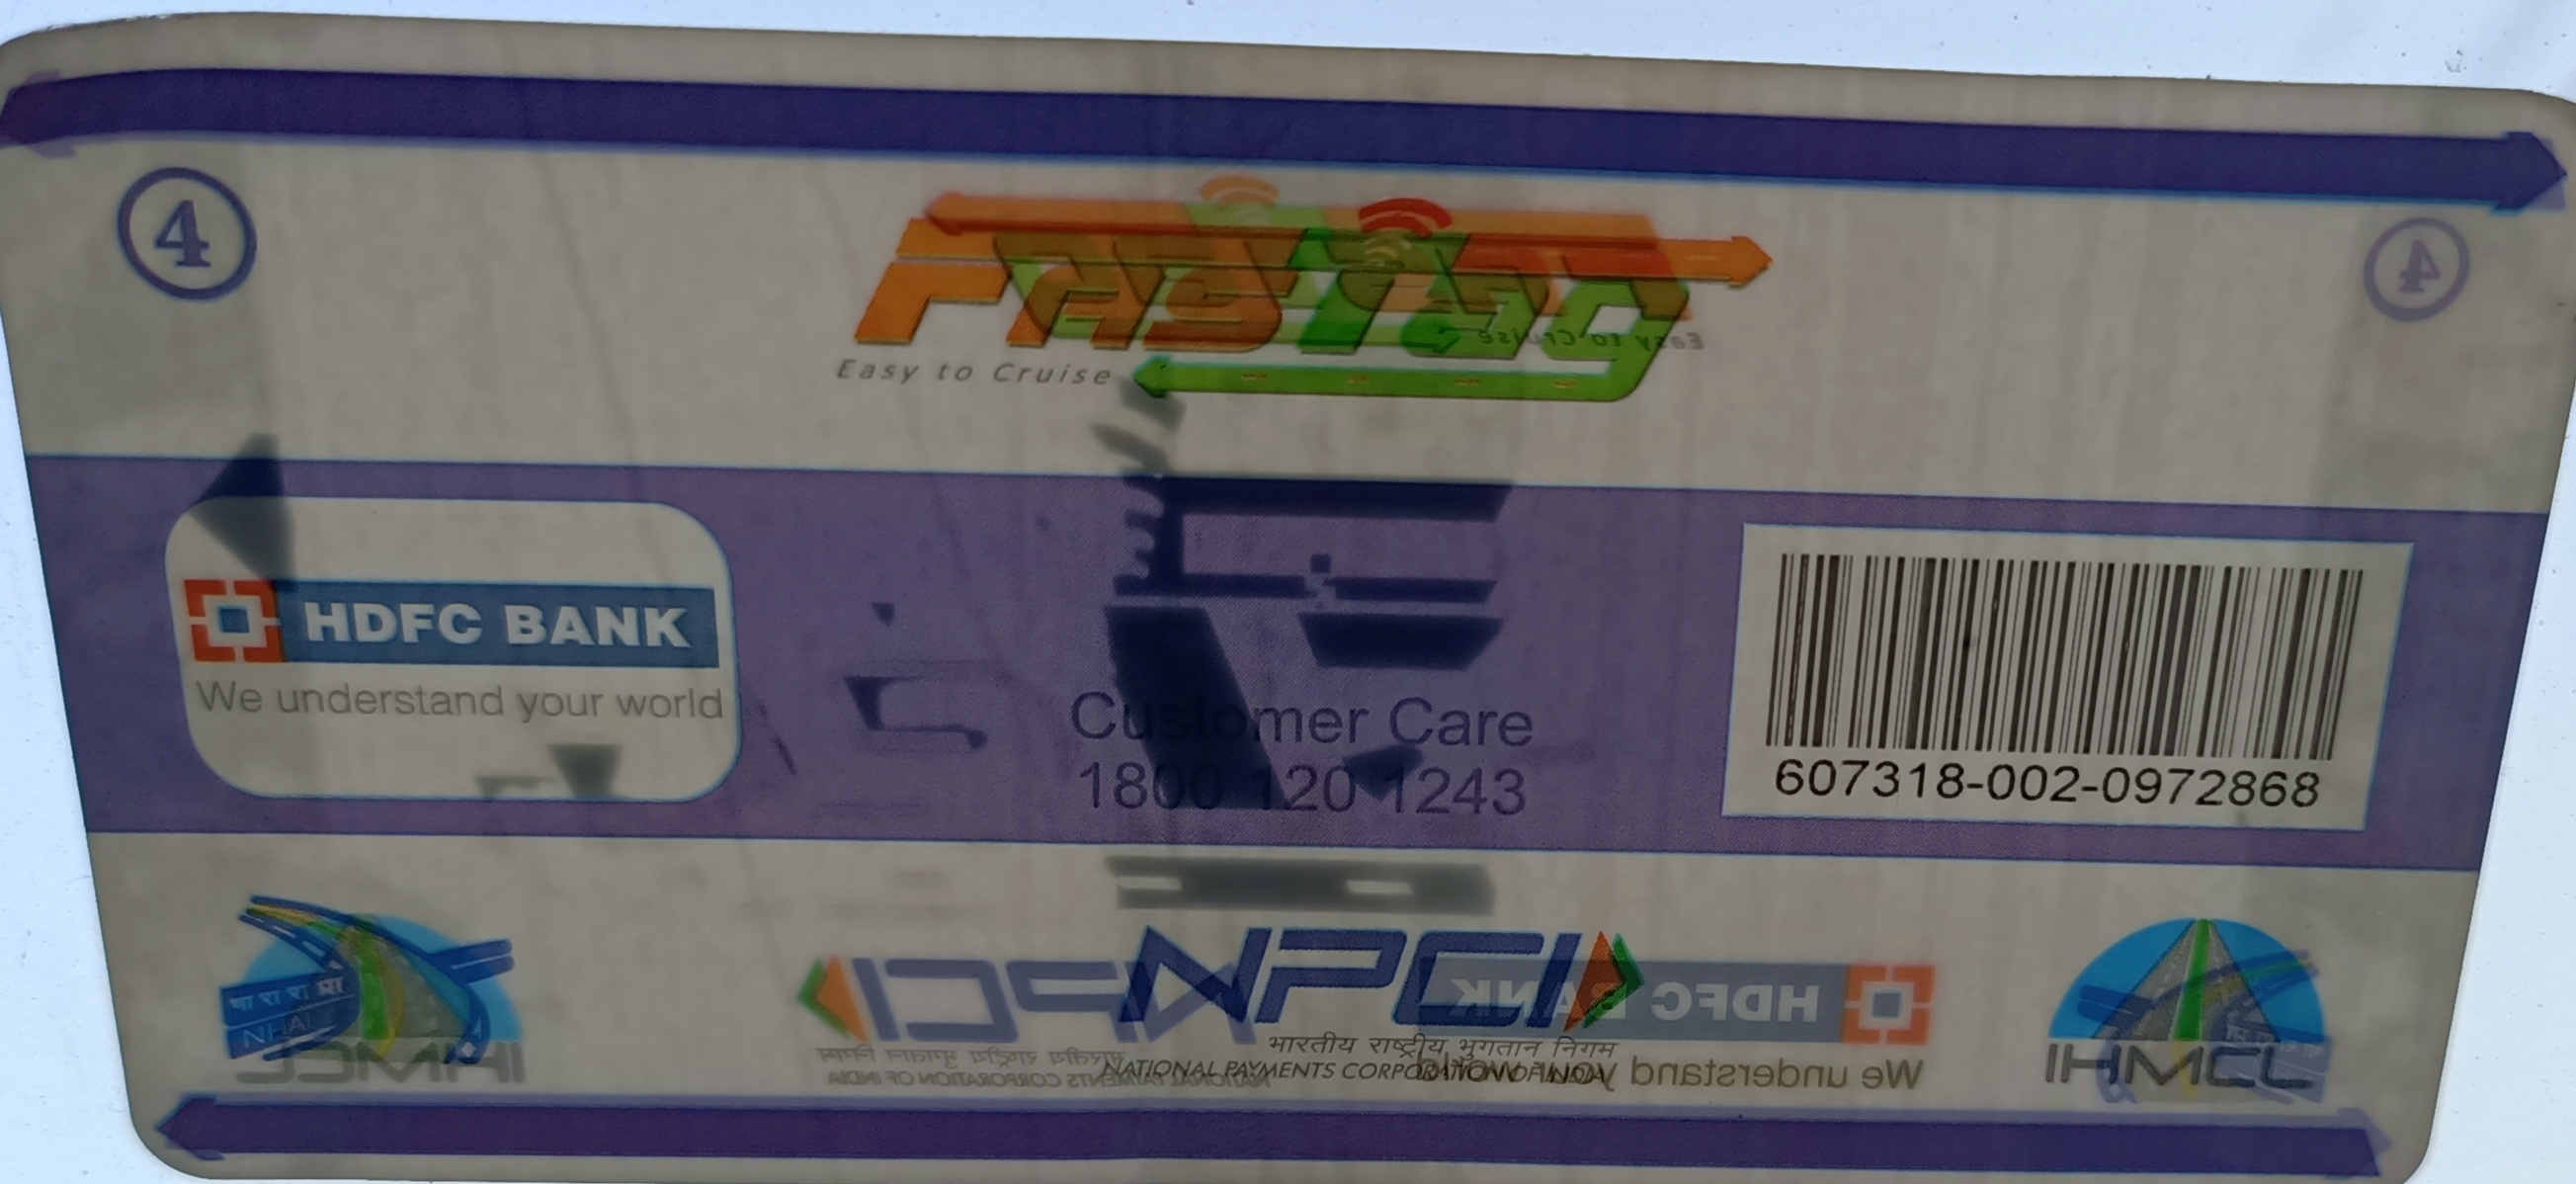 4
FASTag
Easy to Cruise
HDFC BANK
We understand your world
Customer Care
1800 120 1243
607318-002-0972868
भा रा रा प्रा
NHAI
NPCI
भारतीय राष्ट्रीय भुगतान निगम
NATIONAL PAYMENTS CORPORATION OF INDIA
IHMCL